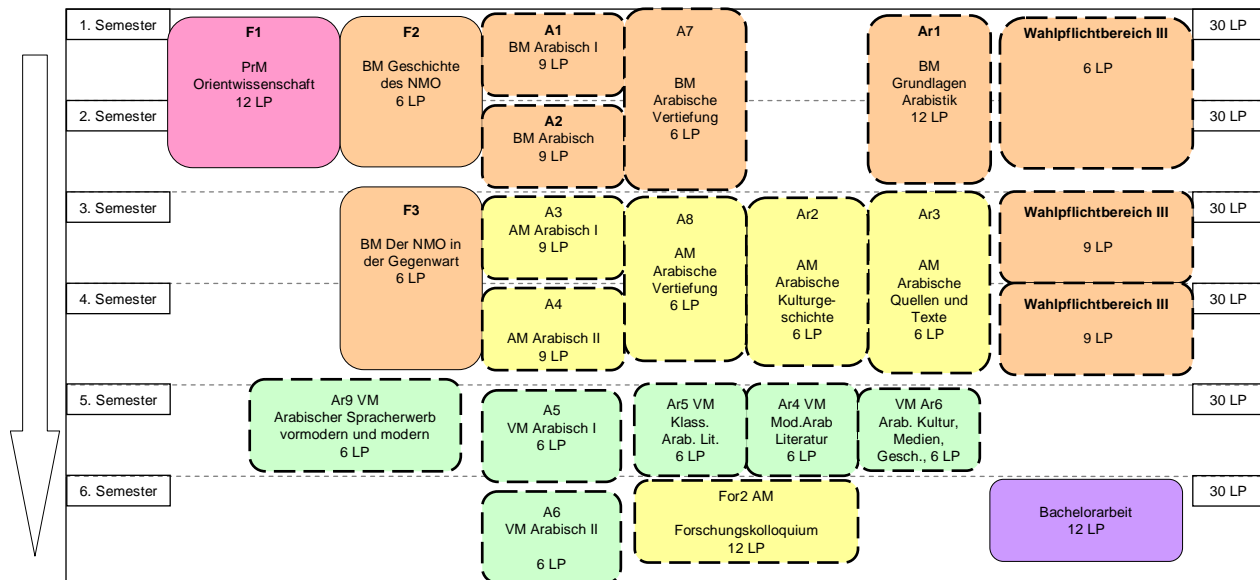 1. Semester
F1
PrM
Orientwissenschaft
12 LP
F2
BM Geschichte
des NMO
6 LP
A1
BM Arabisch I
9 LP
A7
BM
Arabische
Vertiefung
6 LP
Ar1
BM
Grundlagen
Arabistik
12 LP
Wahlpflichtbereich III
6 LP
30 LP
2. Semester
A2
BM Arabisch
9 LP
30 LP
3. Semester
F3
BM Der NMO in
der Gegenwart
6 LP
A3
AM Arabisch I
9 LP
A8
AM
Arabische
Vertiefung
6 LP
Ar2
AM
Arabische
Kulturge-
schichte
6 LP
Ar3
AM
Arabische
Quellen und
Texte
6 LP
Wahlpflichtbereich III
9 LP
30 LP
4. Semester
A4
AM Arabisch II
9 LP
Wahlpflichtbereich III
9 LP
30 LP
5. Semester
Ar9 VM
Arabischer Spracherwerb
vormodern und modern
6 LP
A5
VM Arabisch I
6 LP
Ar5 VM
Klass.
Arab. Lit.
6 LP
Ar4 VM
Mod.Arab
Literatur
6 LP
VM Ar6
Arab. Kultur,
Medien,
Gesch., 6 LP
30 LP
6. Semester
A6
VM Arabisch II
6 LP
For2 AM
Forschungskolloquium
12 LP
Bachelorarbeit
12 LP
30 LP